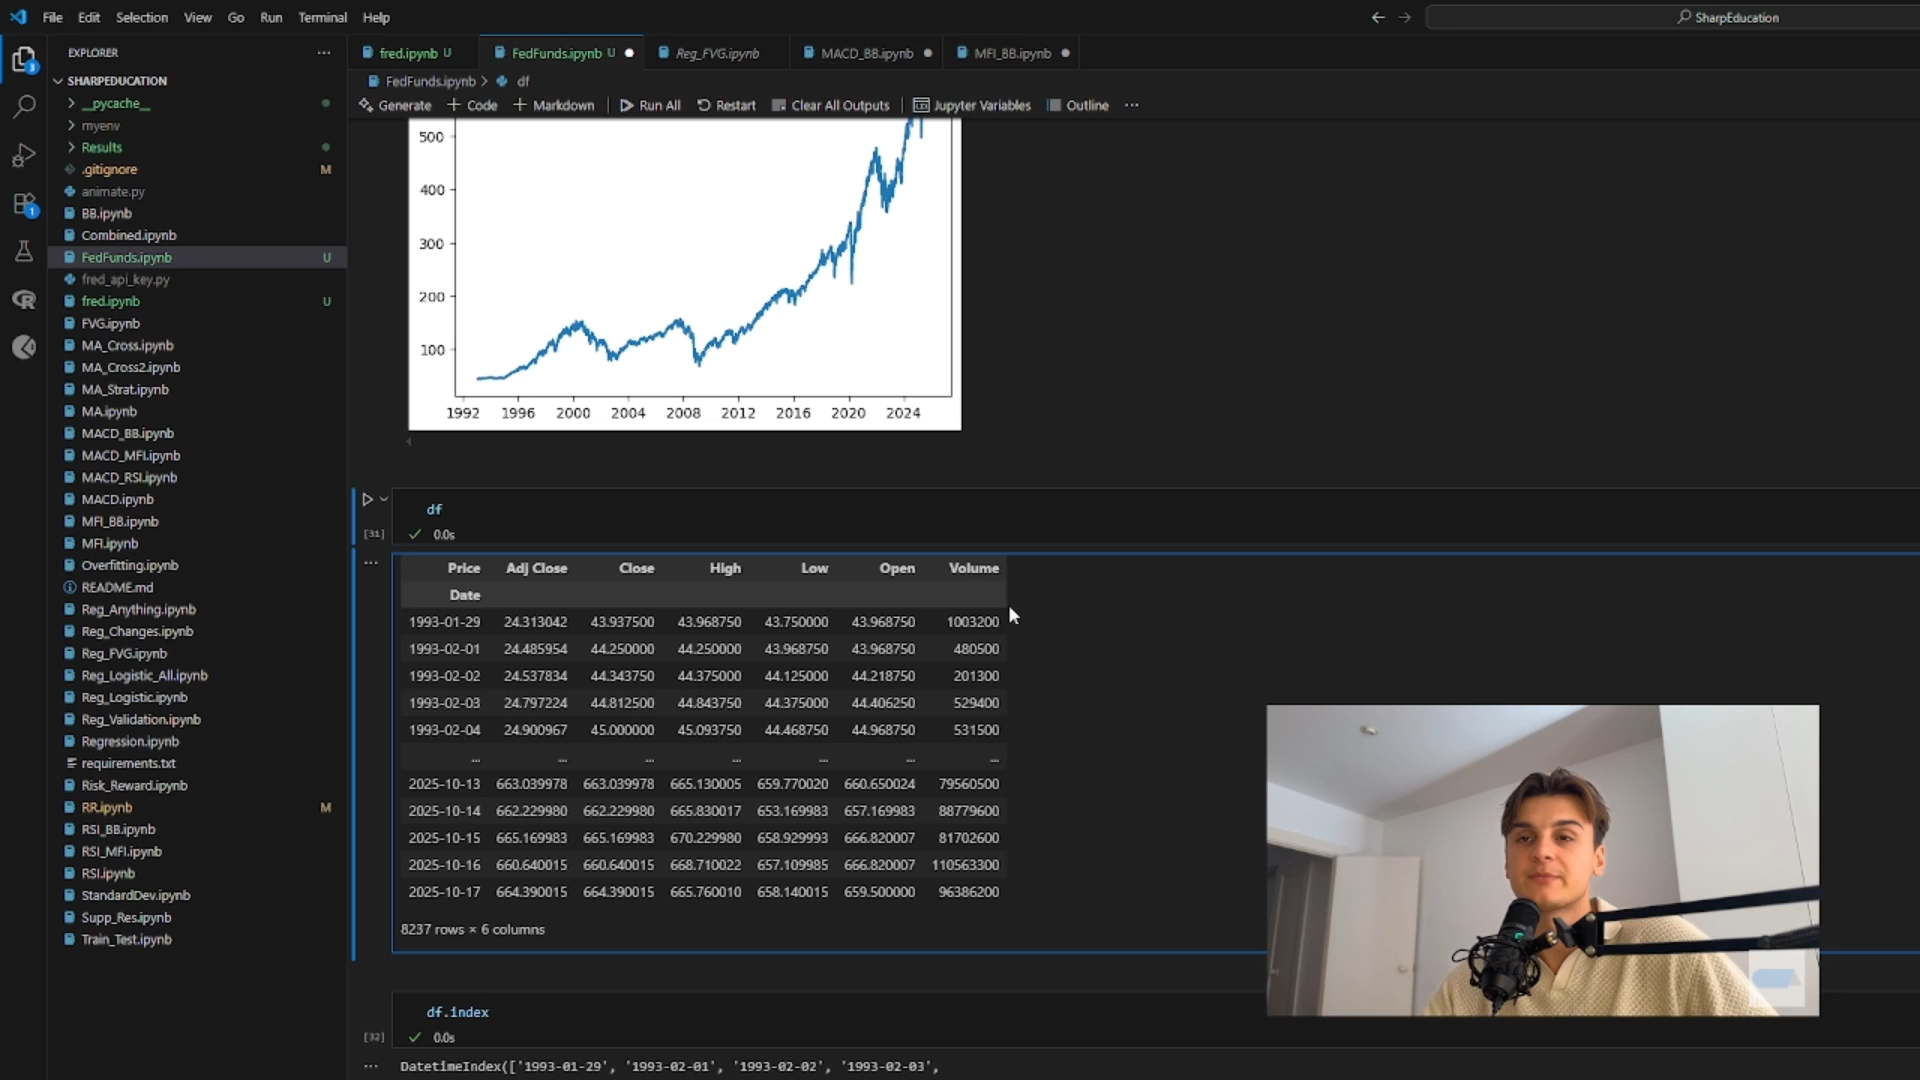 File Edit Selection View Go Run Terminal Help
SharpEducation
EXPLORER
fred.ipynb U
FedFunds.ipynb U
Reg_FVG.ipynb
MACD_BB.ipynb
MFI_BB.ipynb
SHARPEDUCATION
FedFunds.ipynb > df
Generate + Code + Markdown Run All Restart Clear All Outputs Jupyter Variables Outline ...
__pycache__
myenv
Results
.gitignore M
animate.py
BB.ipynb
Combined.ipynb
FedFunds.ipynb U
fred_api_key.py
fred.ipynb U
FVG.ipynb
MA_Cross.ipynb
MA_Cross2.ipynb
MA_Strat.ipynb
MA.ipynb
MACD_BB.ipynb
MACD_MFI.ipynb
MACD_RSI.ipynb
MACD.ipynb
MFI_BB.ipynb
MFI.ipynb
Overfitting.ipynb
README.md
Reg_Anything.ipynb
Reg_Changes.ipynb
Reg_FVG.ipynb
Reg_Logistic_All.ipynb
Reg_Logistic.ipynb
Reg_Validation.ipynb
Regression.ipynb
requirements.txt
Risk_Reward.ipynb
RR.ipynb M
RSI_BB.ipynb
RSI_MFI.ipynb
RSI.ipynb
StandardDev.ipynb
Supp_Res.ipynb
Train_Test.ipynb
3
1
500
400
300
200
100
1992 1996 2000 2004 2008 2012 2016 2020 2024
df
[31] 0.0s
Price Adj Close Close High Low Open Volume
Date
1993-01-29 24.313042 43.937500 43.968750 43.750000 43.968750 1003200
1993-02-01 24.485954 44.250000 44.250000 43.968750 43.968750 480500
1993-02-02 24.537834 44.343750 44.375000 44.125000 44.218750 201300
1993-02-03 24.797224 44.812500 44.843750 44.375000 44.406250 529400
1993-02-04 24.900967 45.000000 45.093750 44.468750 44.968750 531500
... ... ... ... ... ... ...
2025-10-13 663.039978 663.039978 665.130005 659.770020 660.650024 79560500
2025-10-14 662.229980 662.229980 665.830017 653.169983 657.169983 88779600
2025-10-15 665.169983 665.169983 670.229980 658.929993 666.820007 81702600
2025-10-16 660.640015 660.640015 668.710022 657.109985 666.820007 110563300
2025-10-17 664.390015 664.390015 665.760010 658.140015 659.500000 96386200
8237 rows × 6 columns
df.index
[32] 0.0s
DatetimeIndex(['1993-01-29', '1993-02-01', '1993-02-02', '1993-02-03',